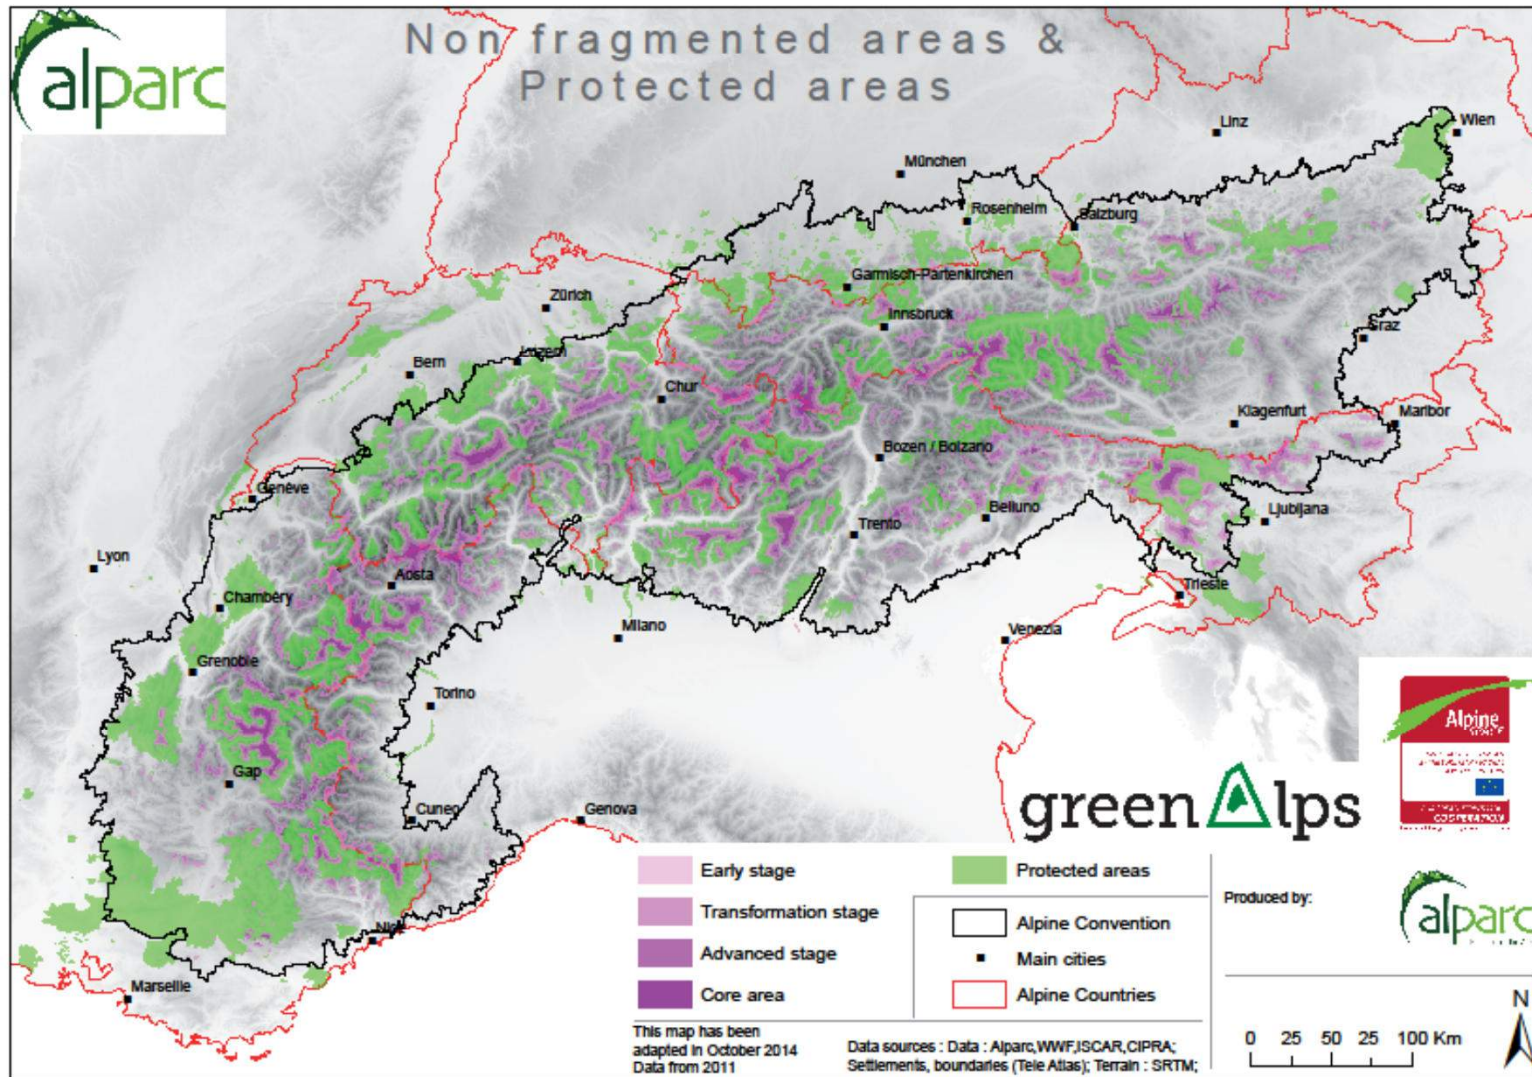 alparc
Non fragmented areas &
Protected areas
Linz
Wien
München
Rosenheim
Salzburg
Garmisch-Partenkirchen
Zürich
Innsbruck
Graz
Bern
Luzern
Chur
Klagenfurt
Maribor
Bozen / Bolzano
Genève
Belluno
Ljubljana
Trento
Lyon
Aosta
Trieste
Chambéry
Milano
Venezia
Grenoble
Torino
Gap
Cuneo
Genova
Nice
Marseille
Alpine
SPACE
COOPERATION
greenAlps
Early stage
Transformation stage
Advanced stage
Core area
Protected areas
Alpine Convention
Main cities
Alpine Countries
Produced by:
alparc
This map has been
adapted in October 2014
Data from 2011
Data sources : Data : Alparc,WWF,ISCAR,CIPRA;
Settlements, boundaries (Tele Atlas); Terrain : SRTM;
N
0 25 50 100 Km